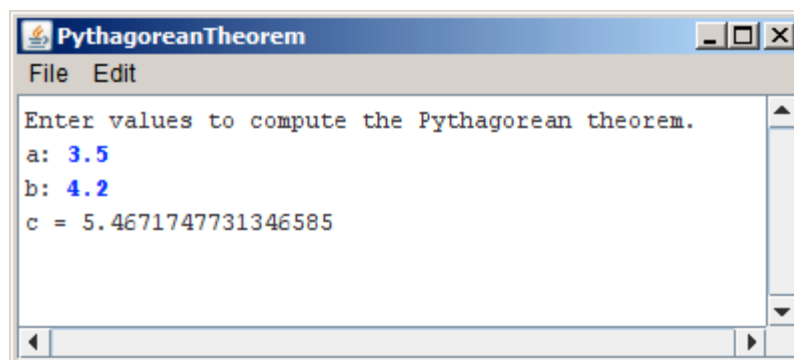 PythagoreanTheorem
File Edit
Enter values to compute the Pythagorean theorem.
a: 3.5
b: 4.2
c = 5.4671747731346585